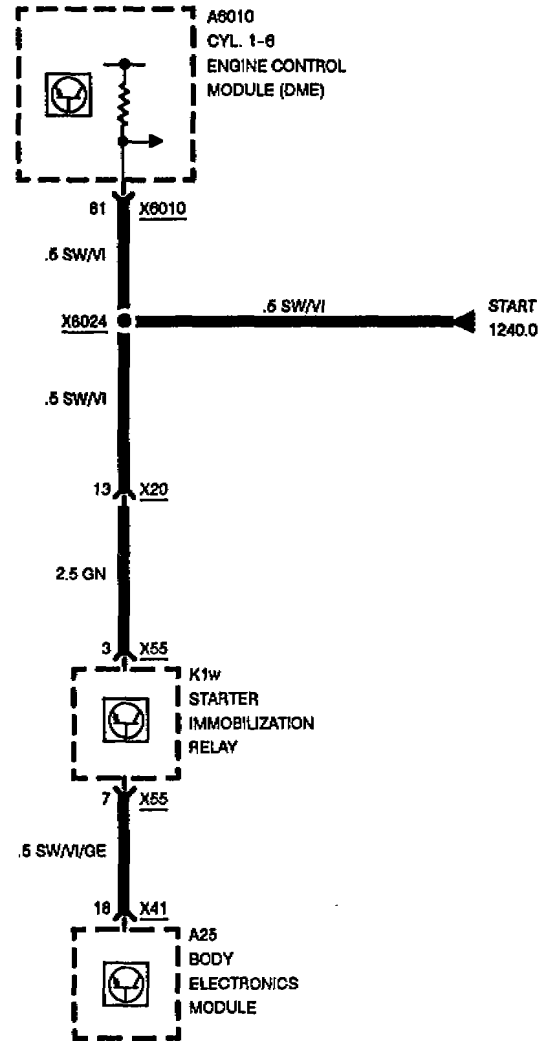 A6010
CYL. 1-6
ENGINE CONTROL
MODULE (DME)
81 X6010
.5 SW/VI
X6024
.5 SW/VI
START
1240.0
.5 SW/VI
13 X20
2.5 GN
3 X55
K1w
STARTER
IMMOBILIZATION
RELAY
7 X55
.5 SW/VI/GE
18 X41
A25
BODY
ELECTRONICS
MODULE